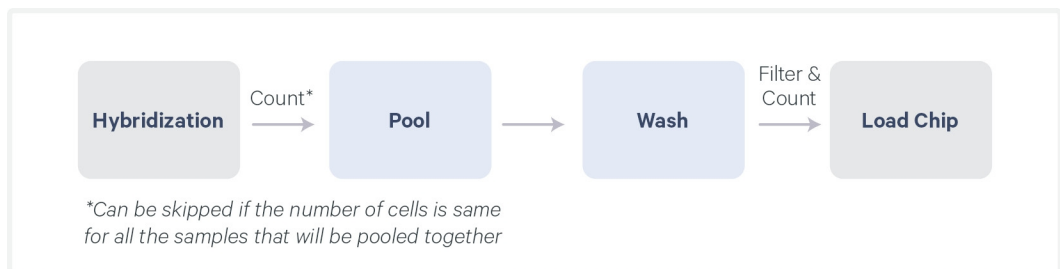 Hybridization
Count*
Pool
Wash
Filter &
Count
Load Chip
*Can be skipped if the number of cells is same
for all the samples that will be pooled together